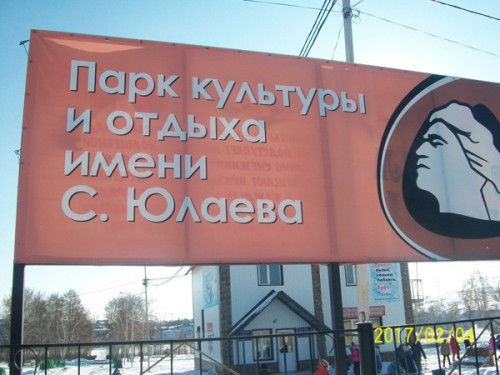 Парк культуры
и отдыха
имени
С. Юлаева
2017/02/04